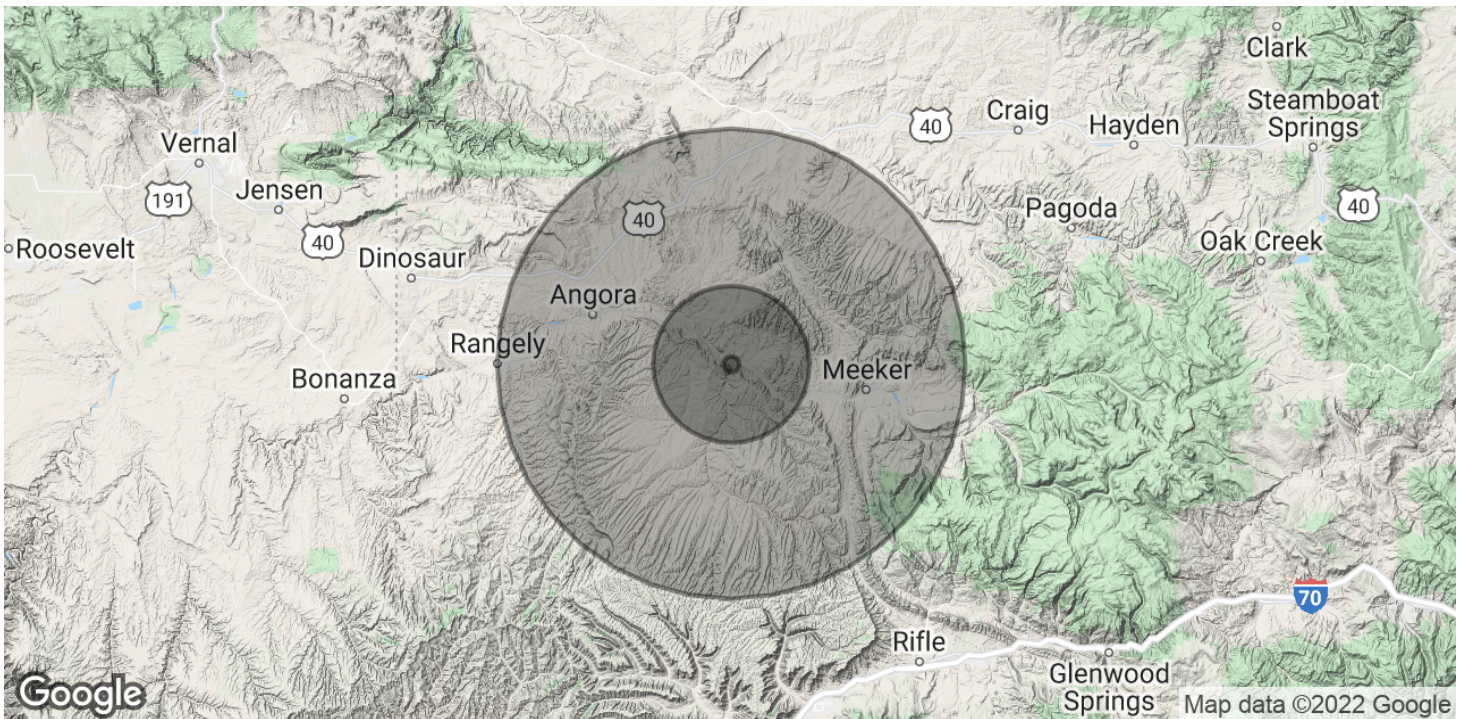 Clark
Steamboat
Springs
Craig
40
Hayden
Vernal
191
Jensen
40
Pagoda
40
40
Roosevelt
Dinosaur
Oak Creek
Angora
Rangely
Bonanza
Meeker
70
Rifle
Glenwood
Springs
Google
Map data ©2022 Google